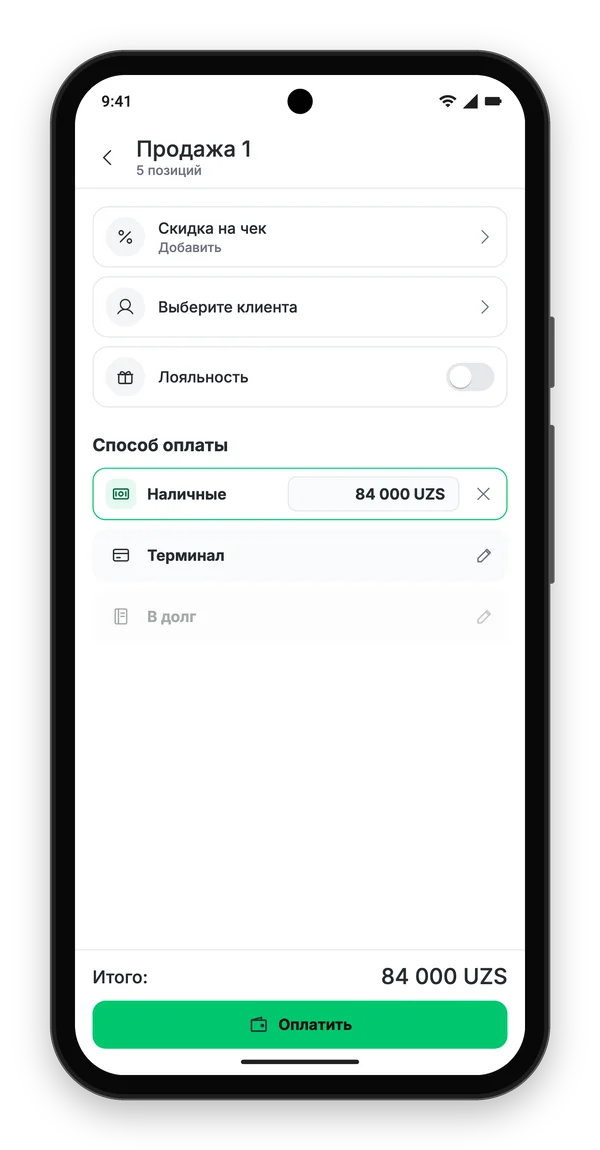 9:41
Продажа 1
5 позиций
Скидка на чек
Добавить
Выберите клиента
Лояльность
Способ оплаты
Наличные 84 000 UZS
Терминал
В долг
Итого: 84 000 UZS
Оплатить